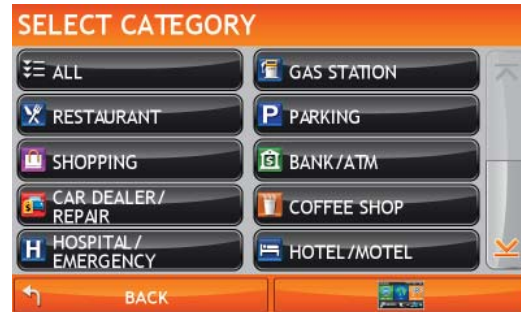 SELECT CATEGORY
ALL
GAS STATION
RESTAURANT
P PARKING
SHOPPING
$ BANK/ATM
$ CAR DEALER/
REPAIR
COFFEE SHOP
H HOSPITAL/
EMERGENCY
HOTEL/MOTEL
BACK